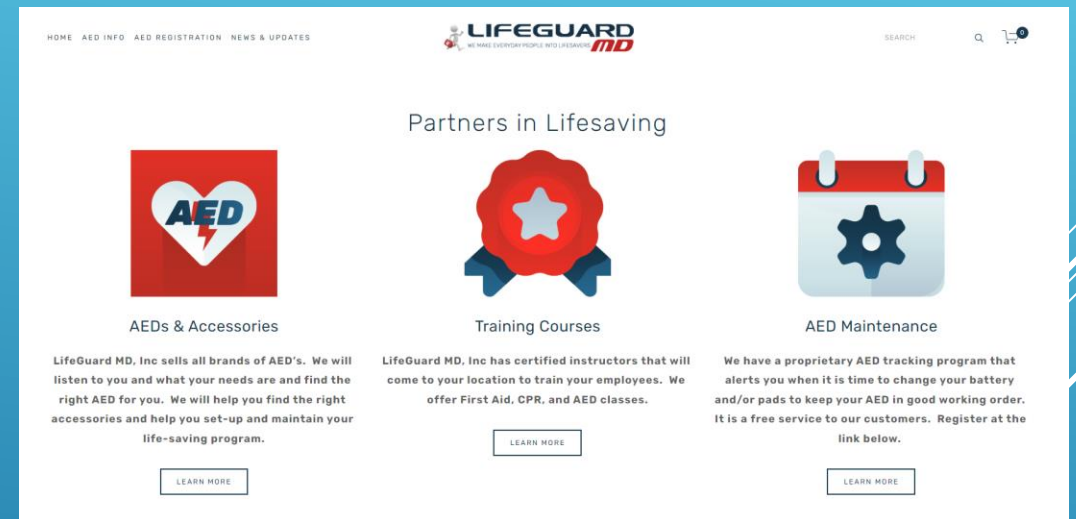 HOME AED INFO AED REGISTRATION NEWS & UPDATES
LIFEGUARD
WE MAKE EVERYDAY PEOPLE INTO LIFESAVERS MD
SEARCH
0
Partners in Lifesaving
AED
AEDs & Accessories
LifeGuard MD, Inc sells all brands of AED's. We will
listen to you and what your needs are and find the
right AED for you. We will help you find the right
accessories and help you set-up and maintain your
life-saving program.
LEARN MORE
Training Courses
LifeGuard MD, Inc has certified instructors that will
come to your location to train your employees. We
offer First Aid, CPR, and AED classes.
LEARN MORE
AED Maintenance
We have a proprietary AED tracking program that
alerts you when it is time to change your battery
and/or pads to keep your AED in good working order.
It is a free service to our customers. Register at the
link below.
LEARN MORE